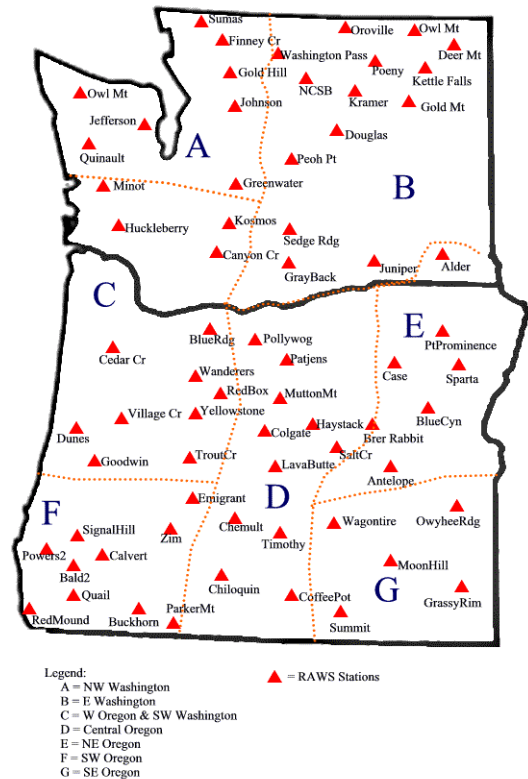 Sumas
Oroville
Owl Mt
Finney Cr
Deer Mt
Washington Pass
Poeny
Gold Hill
NCSB
Kettle Falls
Owl Mt
Kramer
Johnson
Gold Mt
Jefferson
Douglas
A
Quinault
Peoh Pt
Minot
Greenwater
B
Huckleberry
Kosmos
Sedge Rdg
Canyon Cr
GrayBack
Juniper
Alder
C
E
BlueRdg
Pollywog
PtProminence
Cedar Cr
Patjens
Case
Sparta
Wanderers
RedBox
MuttonMt
BlueCyn
Village Cr
Yellowstone
Dunes
Colgate
Haystack
Brer Rabbit
Goodwin
TroutCr
SaltCr
LavaButte
Antelope
D
Emigrant
F
SignalHill
Zim
Chemult
Timothy
Wagontire
OwyheeRdg
Powers2
Calvert
Bald2
MoonHill
Chiloquin
G
Quail
CoffeePot
GrassyRim
RedMound
Buckhorn
ParkerMt
Summit
Legend:
= RAWS Stations
A = NW Washington
B = E Washington
C = W Oregon & SW Washington
D = Central Oregon
E = NE Oregon
F = SW Oregon
G = SE Oregon